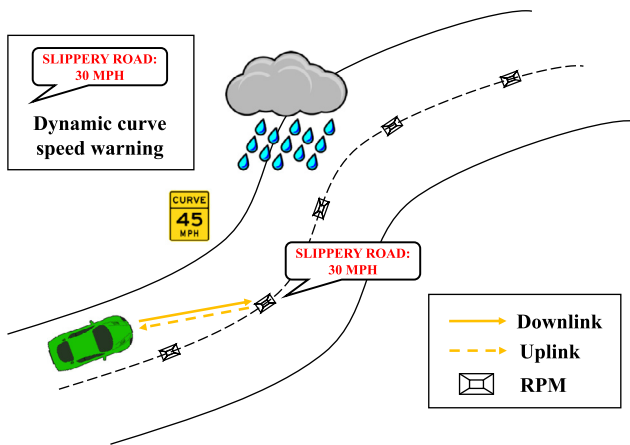 SLIPPERY ROAD:
30 MPH
Dynamic curve
speed warning
CURVE
45
MPH
SLIPPERY ROAD:
30 MPH
Downlink
Uplink
RPM